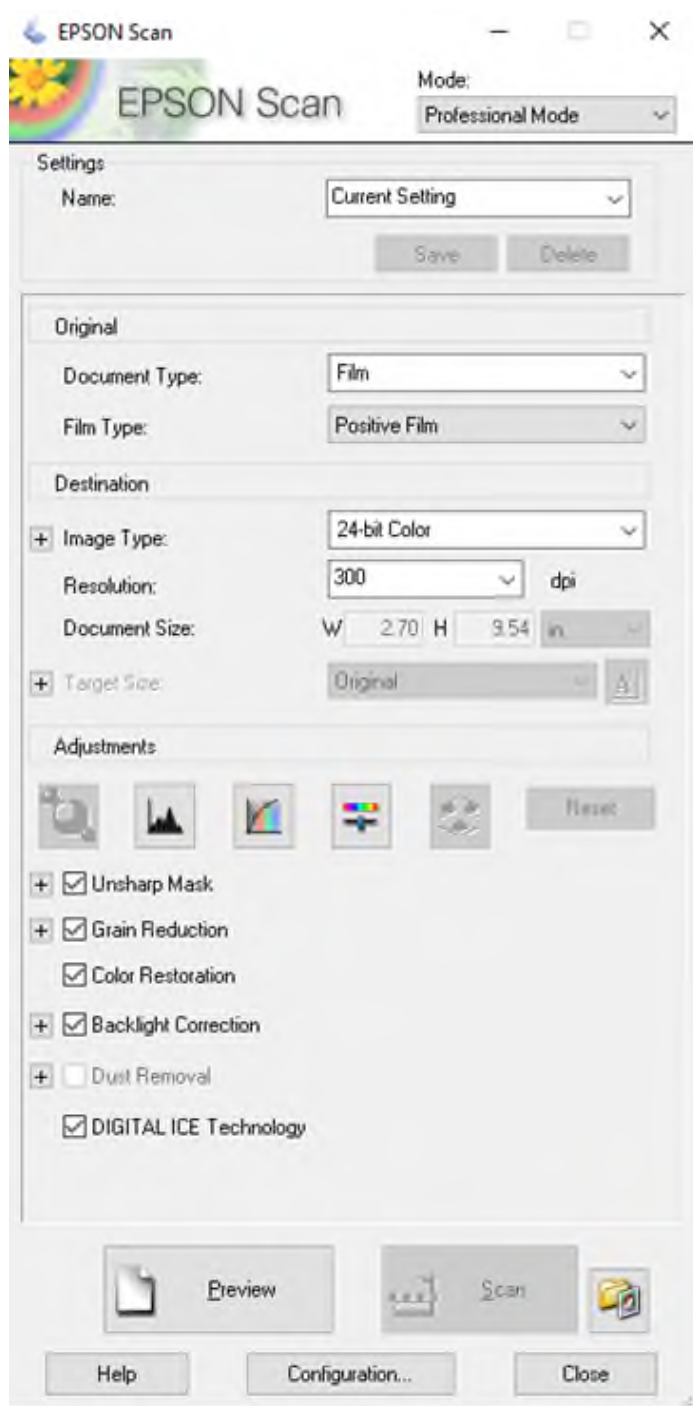 EPSON Scan
EPSON Scan
Mode:
Professional Mode
Settings
Name:
Current Setting
Save
Delete
Original
Document Type:
Film
Film Type:
Positive Film
Destination
+ Image Type:
24-bit Color
Resolution:
300
dpi
Document Size:
W 2.70 H 9.54 in.
+ Target Size:
Original
A
Adjustments
Reset
+ Unsharp Mask
+ Grain Reduction
Color Restoration
+ Backlight Correction
+ Dust Removal
DIGITAL ICE Technology
Preview
Scan
Help
Configuration...
Close